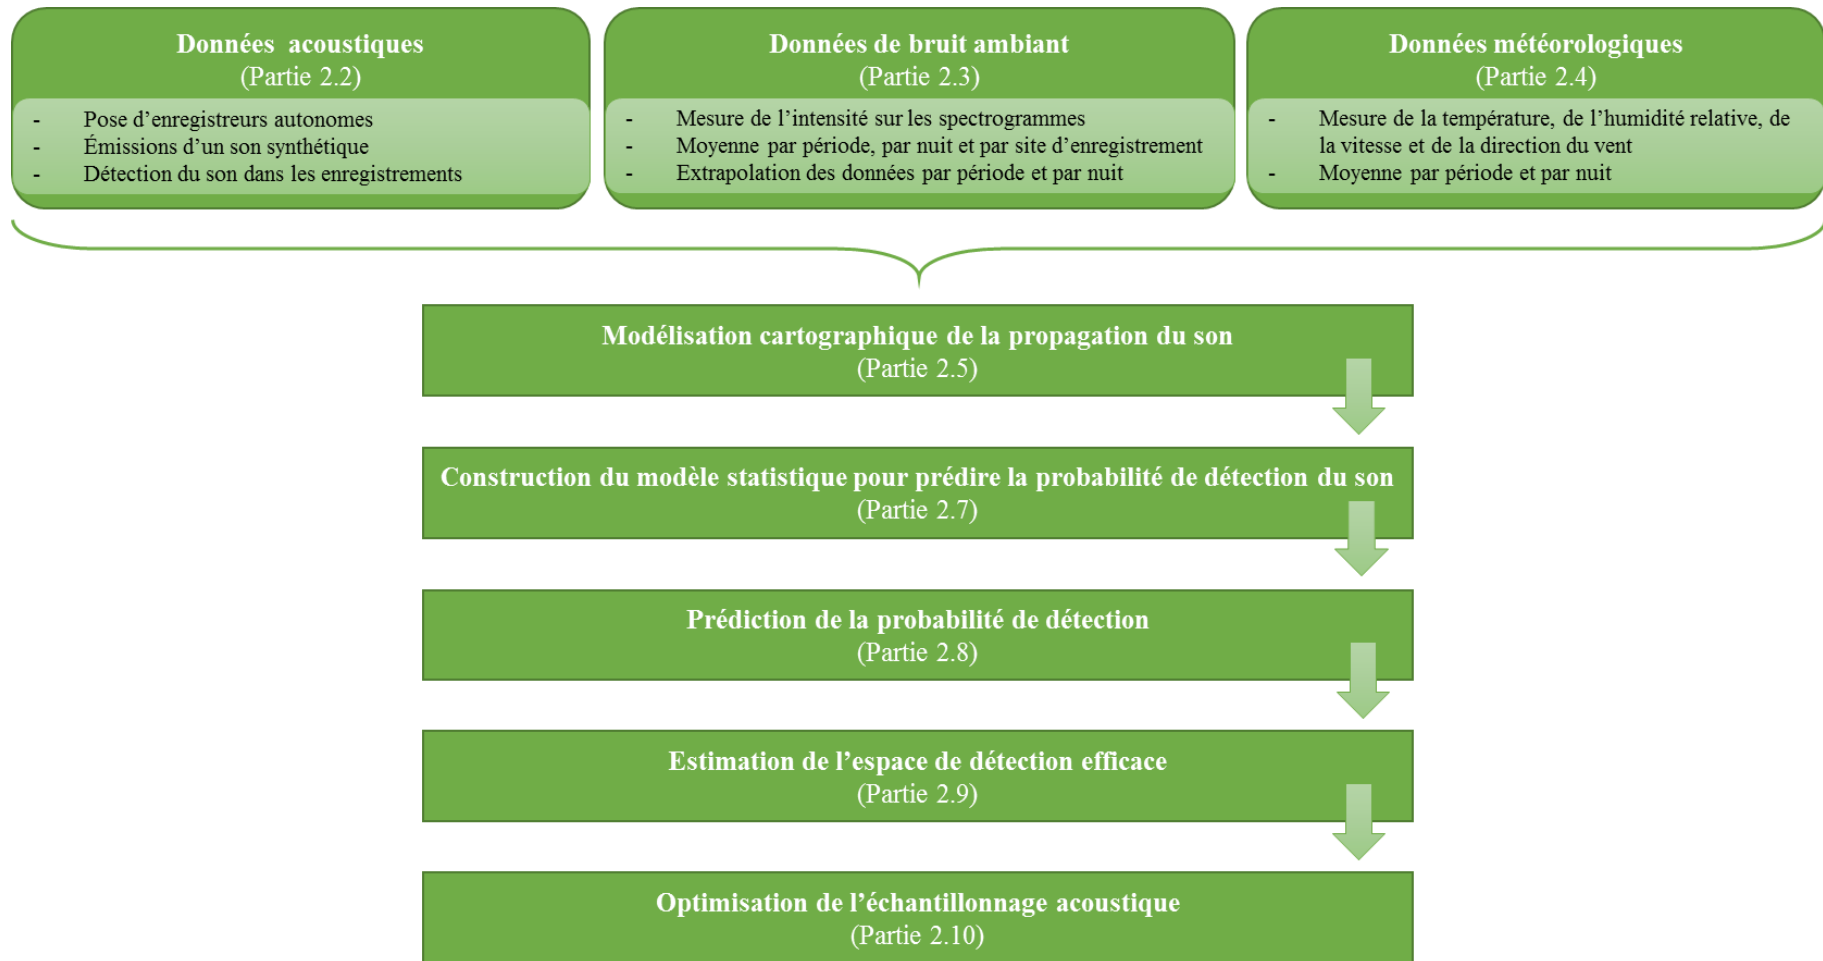 Données acoustiques
(Partie 2.2)
- Pose d’enregistreurs autonomes
- Émissions d’un son synthétique
- Détection du son dans les enregistrements
Données de bruit ambiant
(Partie 2.3)
- Mesure de l’intensité sur les spectrogrammes
- Moyenne par période, par nuit et par site d’enregistrement
- Extrapolation des données par période et par nuit
Données météorologiques
(Partie 2.4)
- Mesure de la température, de l’humidité relative, de
la vitesse et de la direction du vent
- Moyenne par période et par nuit
Modélisation cartographique de la propagation du son
(Partie 2.5)
Construction du modèle statistique pour prédire la probabilité de détection du son
(Partie 2.7)
Prédiction de la probabilité de détection
(Partie 2.8)
Estimation de l’espace de détection efficace
(Partie 2.9)
Optimisation de l’échantillonnage acoustique
(Partie 2.10)